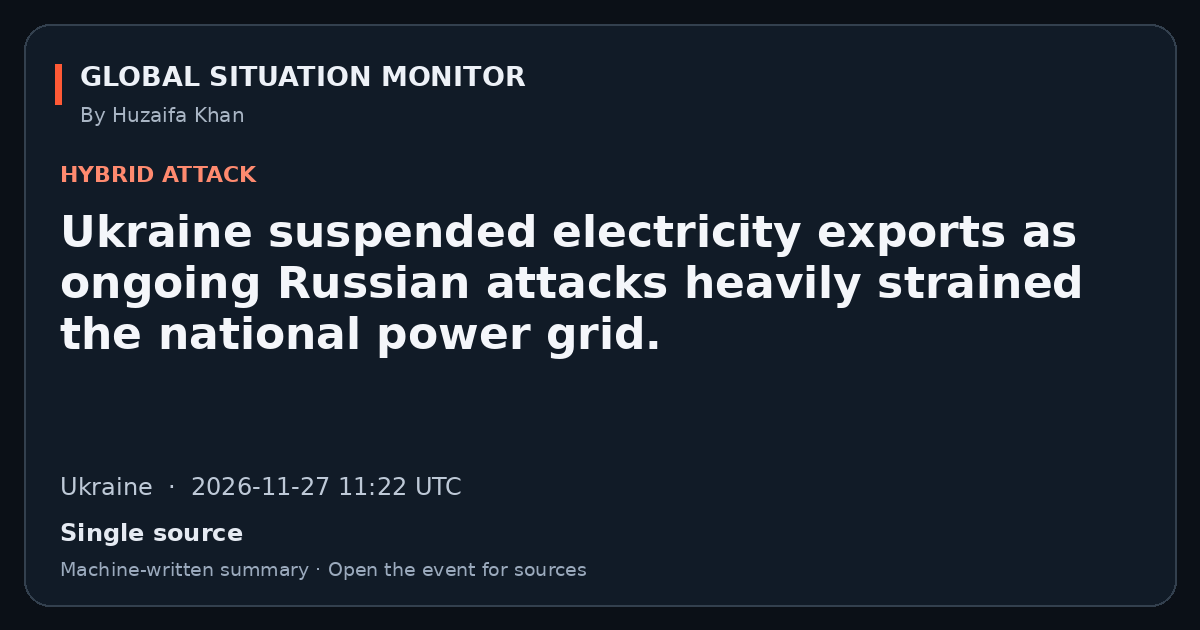 GLOBAL SITUATION MONITOR
By Huzaifa Khan
HYBRID ATTACK
Ukraine suspended electricity exports as
ongoing Russian attacks heavily strained
the national power grid.
Ukraine · 2026-11-27 11:22 UTC
Single source
Machine-written summary · Open the event for sources